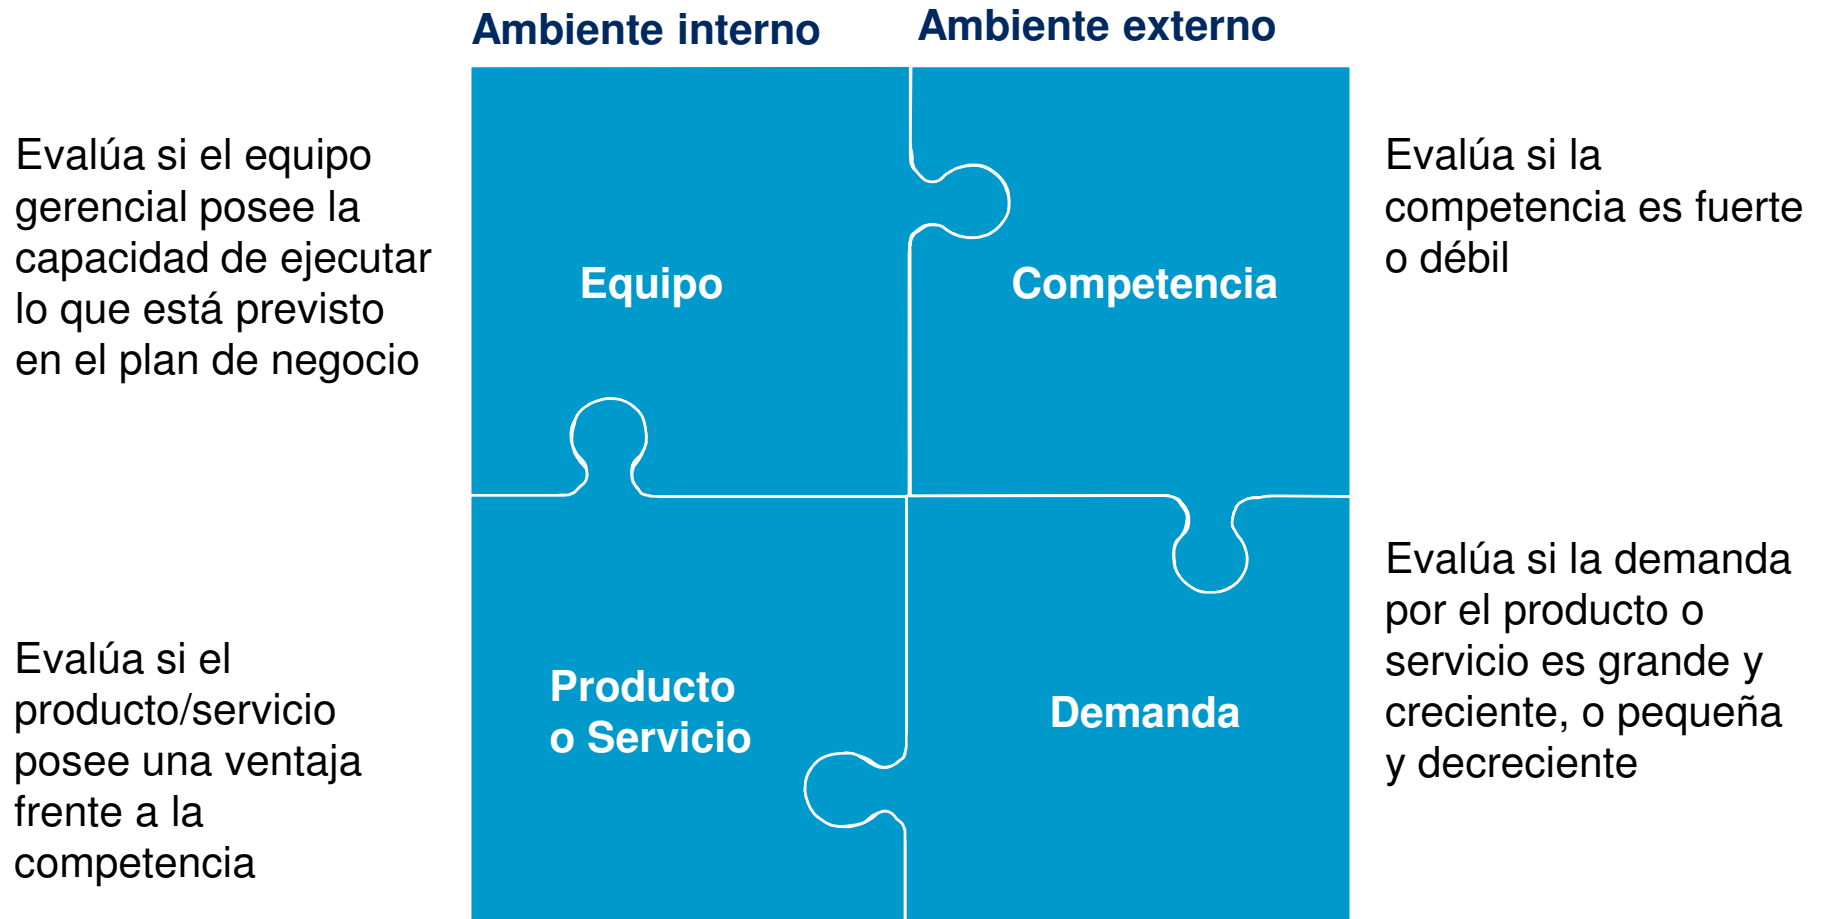 Ambiente interno
Ambiente externo
Evalúa si el equipo
gerencial posee la
capacidad de ejecutar
lo que está previsto
en el plan de negocio
Equipo
Competencia
Evalúa si la
competencia es fuerte
o débil
Evalúa si el
producto/servicio
posee una ventaja
frente a la
competencia
Producto
o Servicio
Demanda
Evalúa si la demanda
por el producto o
servicio es grande y
creciente, o pequeña
y decreciente